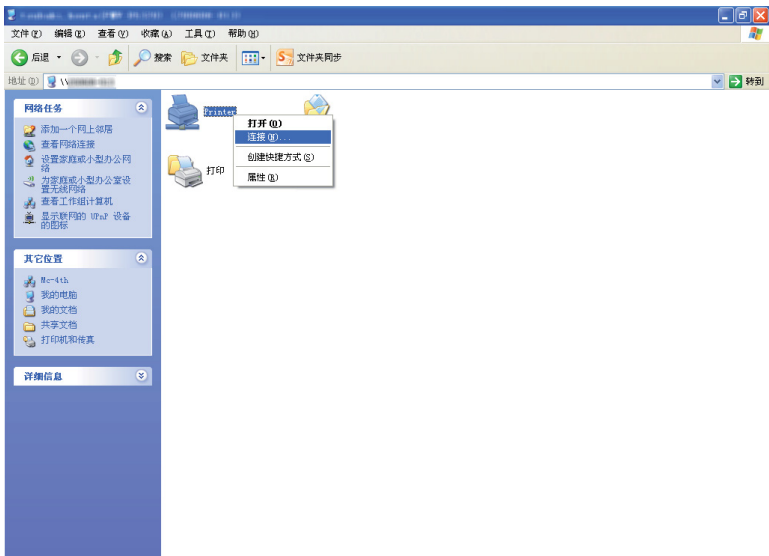 文件(F) 编辑(E) 查看(V) 收藏(A) 工具(T) 帮助(H)
后退 搜索 文件夹 文件夹同步
地址(D) \\ 转到
网络任务
添加一个网上邻居
查看网络连接
设置家庭或小型办公网
络
为家庭或小型办公室设
置无线网络
查看工作组计算机
显示联网的 UPnP 设备
的图标
其它位置
Mc-4th
我的电脑
我的文档
共享文档
打印机和传真
详细信息
Printer
打印
打开(O)
连接(N)...
创建快捷方式(S)
属性(R)